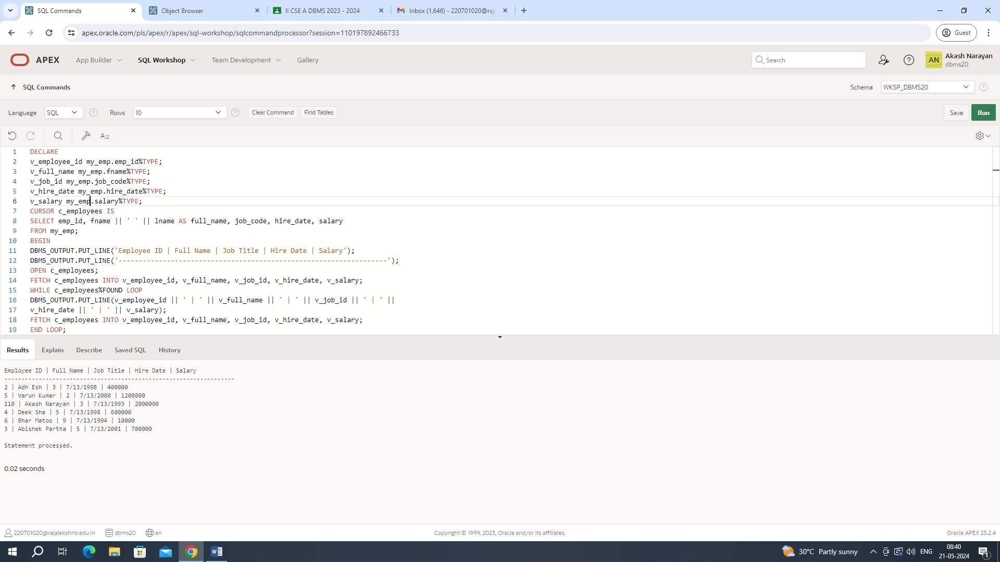 SQL Commands
Object Browser
II CSE A DBMS 2023 - 2024
Inbox (1,646) - 220701020@raj
apex.oracle.com/pls/apex/r/apex/sql-workshop/sqlcommandprocessor?session=110197892466733
Guest
APEX
App Builder
SQL Workshop
Team Development
Gallery
Search
AN
Akash Narayan
dbms20
SQL Commands
Schema
WKSP_DBMS20
Language
SQL
Rows
10
Clear Command
Find Tables
Save
Run
1 DECLARE
2 v_employee_id my_emp.emp_id%TYPE;
3 v_full_name my_emp.fname%TYPE;
4 v_job_id my_emp.job_code%TYPE;
5 v_hire_date my_emp.hire_date%TYPE;
6 v_salary my_emp.salary%TYPE;
7 CURSOR c_employees IS
8 SELECT emp_id, fname || ' ' || lname AS full_name, job_code, hire_date, salary
9 FROM my_emp;
10 BEGIN
11 DBMS_OUTPUT.PUT_LINE('Employee ID | Full Name | Job Title | Hire Date | Salary');
12 DBMS_OUTPUT.PUT_LINE('-------------------------------------------------------------------');
13 OPEN c_employees;
14 FETCH c_employees INTO v_employee_id, v_full_name, v_job_id, v_hire_date, v_salary;
15 WHILE c_employees%FOUND LOOP
16 DBMS_OUTPUT.PUT_LINE(v_employee_id || ' | ' || v_full_name || ' | ' || v_job_id || ' | ' ||
17 v_hire_date || ' | ' || v_salary);
18 FETCH c_employees INTO v_employee_id, v_full_name, v_job_id, v_hire_date, v_salary;
19 END LOOP;
Results
Explain
Describe
Saved SQL
History
Employee ID | Full Name | Job Title | Hire Date | Salary
-------------------------------------------------------------------
2 | Adh Esh | 3 | 7/13/1998 | 400000
5 | Varun Kumar | 2 | 7/13/2000 | 1200000
110 | Akash Narayan | 3 | 7/13/1993 | 2000000
4 | Deek Sha | 5 | 7/13/1998 | 600000
6 | Bhar Matos | 9 | 7/13/1994 | 10000
3 | Abishek Partha | 5 | 7/13/2001 | 700000
Statement processed.
0.02 seconds
220701020@rajalakshmi.edu.in
dbms20
en
Copyright © 1999, 2023, Oracle and/or its affiliates.
Oracle APEX 23.2.4
30°C Partly sunny
ENG
08:40
21-05-2024
1